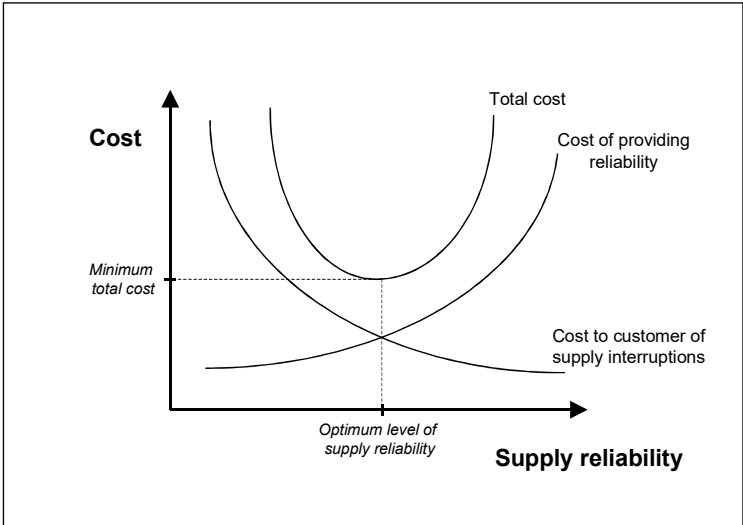 Total cost
Cost
Cost of providing
reliability
Minimum
total cost
Cost to customer of
supply interruptions
Optimum level of
supply reliability
Supply reliability